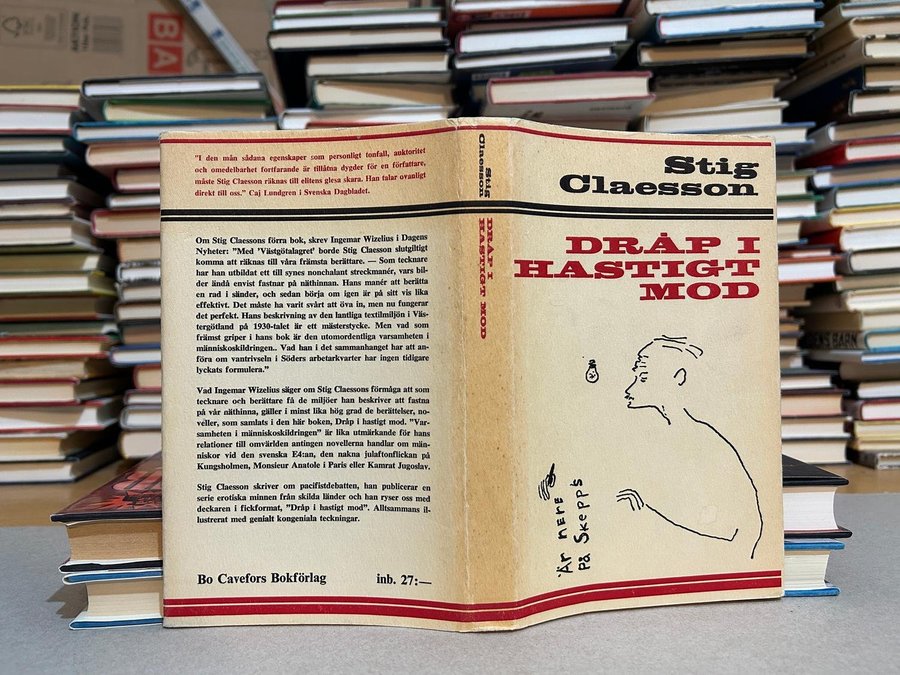 "I den mån sådana egenskaper som personligt tonfall, auktoritet
och omedelbarhet fortfarande är tillåtna dygder för en författare,
måste Stig Claesson räknas till elitens glesa skara. Han talar ovanligt
direkt till oss." Caj Lundgren i Svenska Dagbladet.
Om Stig Claessons förra bok, skrev Ingemar Wizelius i Dagens
Nyheter: "Med 'Västgötalagret' borde Stig Claeson slutgiltigt
komma att räknas till våra främsta berättare. — Som tecknare
har han utbildat ett till synes nonchalant streckmanér, vars bil-
der ändå envist fastnar på näthinnan. Hans manér att berätta
en rad i sänder, och sedan börja om igen är på sitt vis lika
effektivt. Det måste ha varit svårt att öva in, men nu fungerar
det perfekt. Hans beskrivning av den lantliga textilmiljön i Väs-
tergötland på 1930-talet är ett mästerstycke. Men vad som
främst griper i hans bok är den utomordentliga varsamheten i
människoskildringen.. Vad han i det sammanhanget har att an-
föra om vantrivseln i Söders arbetarkvarter har ingen tidigare
lyckats formulera."
Vad Ingemar Wizelius säger om Stig Claessons förmåga att som
tecknare och berättare få de miljöer han beskriver att fastna
på vår näthinna, gäller i minst lika hög grad de berättelser, no-
veller, som samlats i den här boken, Dråp i hastigt mod. "Var-
samheten i människoskildringen" är lika utmärkande för hans
relationer till omvärlden antingen novellerna handlar om män-
niskor vid den svenska E4:an, den nakna julaftonflickan på
Kungsholmen, Monsieur Anatole i Paris eller Kamrat Jugoslav.
Stig Claesson skriver om pacifistdebatten, han publicerar en
serie erotiska minnen från skilda länder och han ryser oss med
deckaren i fickformat, "Dråp i hastigt mod". Alltsammans il-
lustrerat med genialt kongeniala teckningar.
Bo Cavefors Bokförlag inb. 27:—
Stig
Claesson
DRÅP I
HASTIGT MOD
Stig
Claesson
DRÅP I
HASTIGT
MOD
Är nere
på Skepp's
BA